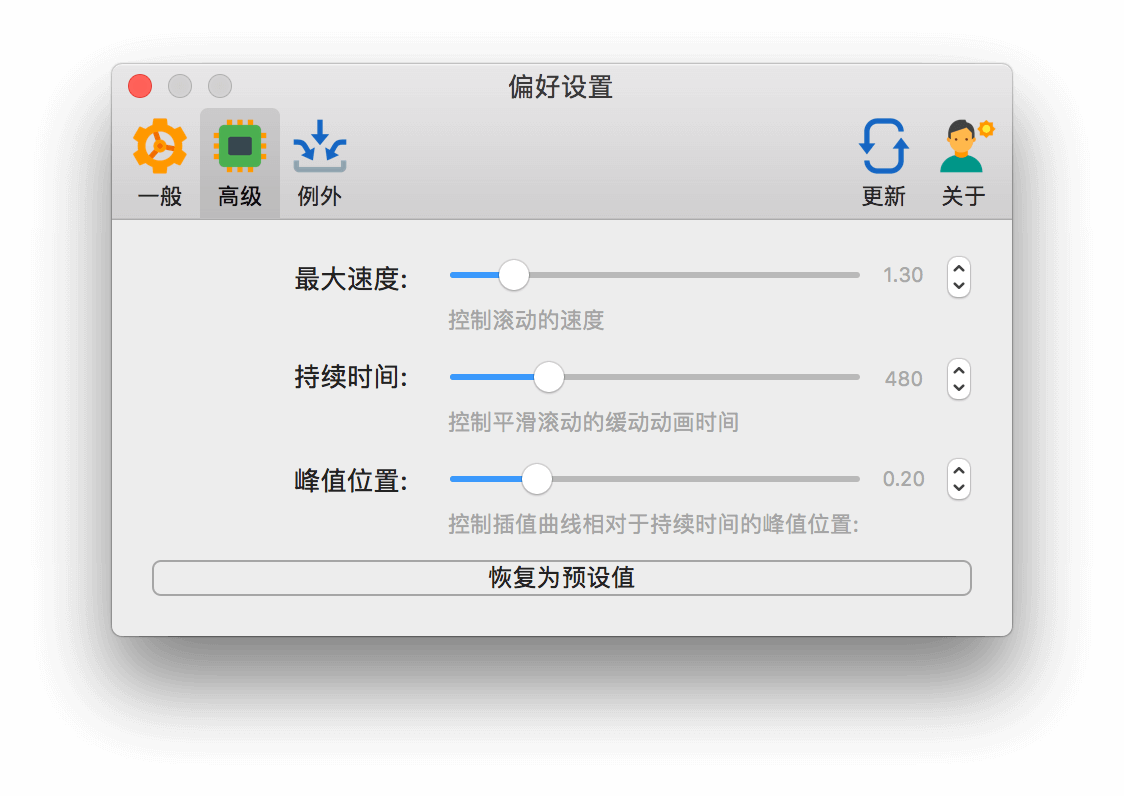 偏好设置
一般 高级 例外 更新 关于
最大速度: 1.30
控制滚动的速度
持续时间: 480
控制平滑滚动的缓动动画时间
峰值位置: 0.20
控制插值曲线相对于持续时间的峰值位置:
恢复为预设值